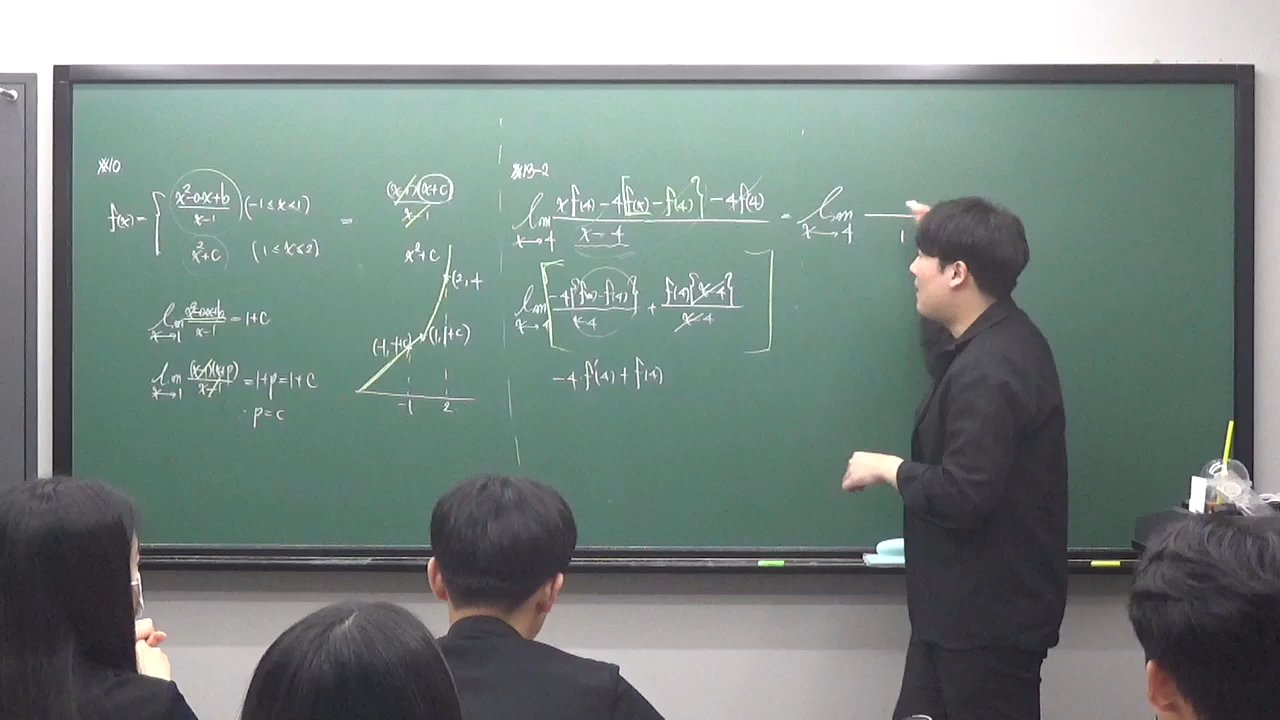 ※10
f(x)= { x²-ax+b / x-1 (-1≤x<1)
x²+c (1≤x≤2)
= (x-1)(x+c) / x-1
x²+c
(2, 4
(-1, -1+c)
(1, 1+c)
-1 2
lim x→1 x²-ax+b / x-1 = 1+c
lim x→1 (x-1)(x+p) / x-1 = 1+p=1+c
p=c
※13-2
lim x→4 xf(4)-4{f(x)-f(4)}-4f(4) / x-4 = lim x→4 1
lim x→4 [ -4{f(x)-f(4)} / x-4 + f(4){x-4} / x-4 ]
-4·f'(4)+f(4)